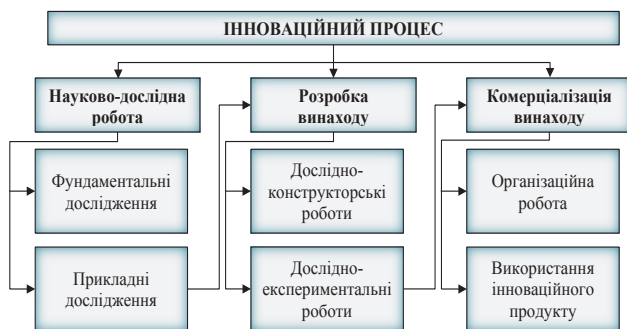 ІННОВАЦІЙНИЙ ПРОЦЕС
Науково-дослідна
робота
Фундаментальні
дослідження
Прикладні
дослідження
Розробка
винаходу
Дослідно-
конструкторські
роботи
Дослідно-
експериментальні
роботи
Комерціалізація
винаходу
Організаційна
робота
Використання
інноваційного
продукту